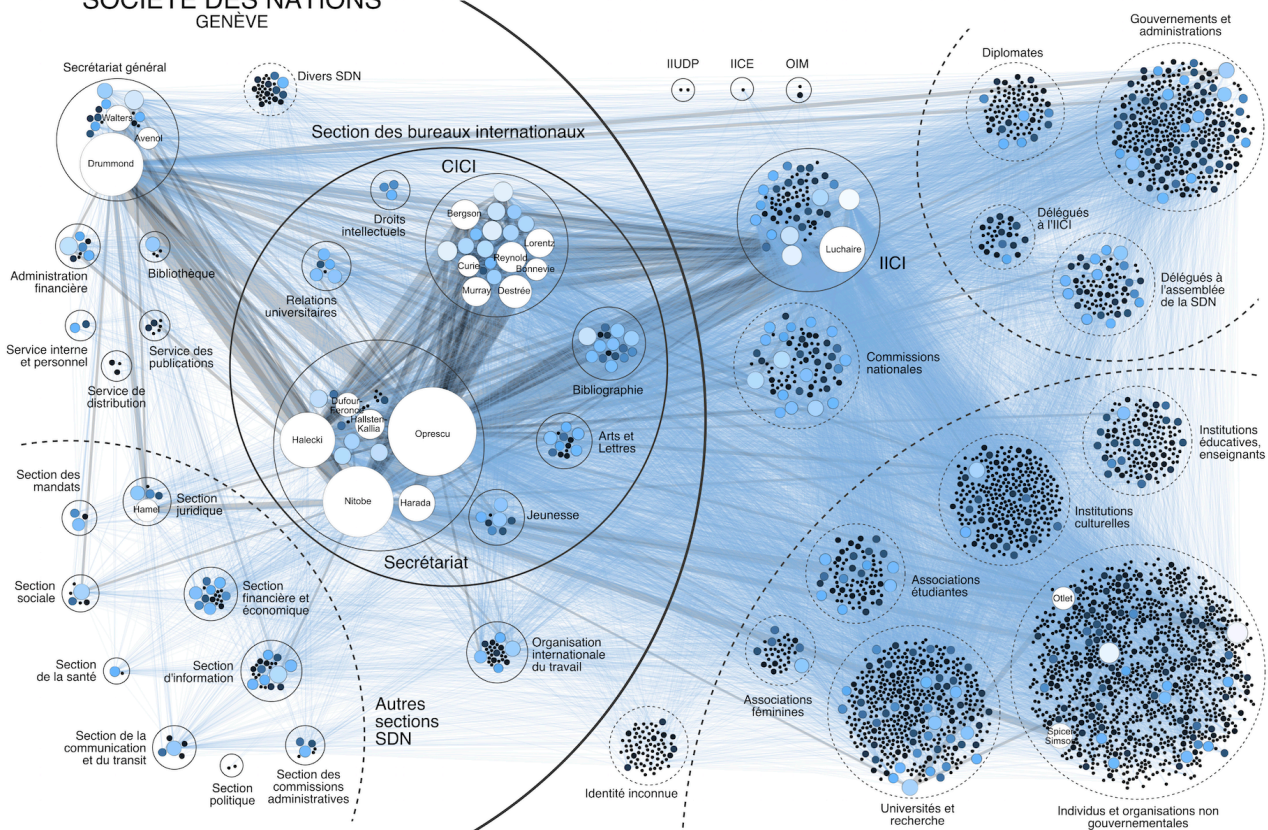 SOCIÉTÉ DES NATIONS
GENÈVE
Secrétariat général
Walters
Avenol
Drummond
Divers SDN
Section des bureaux internationaux
CICI
Droits
intellectuels
Bergson
Lorentz
Curie
Reynold
Bonnevie
Murray
Destrée
Relations
universitaires
Administration
financière
Bibliothèque
Service interne
et personnel
Service des
publications
Service de
distribution
Bibliographie
Dufour-
Feronce
Hallsten-
Kallia
Halecki
Oprescu
Nitobe
Harada
Arts et
Lettres
Jeunesse
Secrétariat
Section des
mandats
Hamel
Section
juridique
Section
sociale
Section
financière et
économique
Section
de la santé
Section
d'information
Section de la
communication
et du transit
Section
politique
Section des
commissions
administratives
Autres
sections
SDN
Organisation
internationale
du travail
Identité inconnue
IIUDP
IICE
OIM
Luchaire
IICI
Commissions
nationales
Diplomates
Gouvernements et
administrations
Délégués
à l'IICI
Délégués à
l'assemblée
de la SDN
Institutions
éducatives,
enseignants
Institutions
culturelles
Associations
étudiantes
Associations
féminines
Universités et
recherche
Otlet
Spicer
Simson
Individus et organisations non
gouvernementales